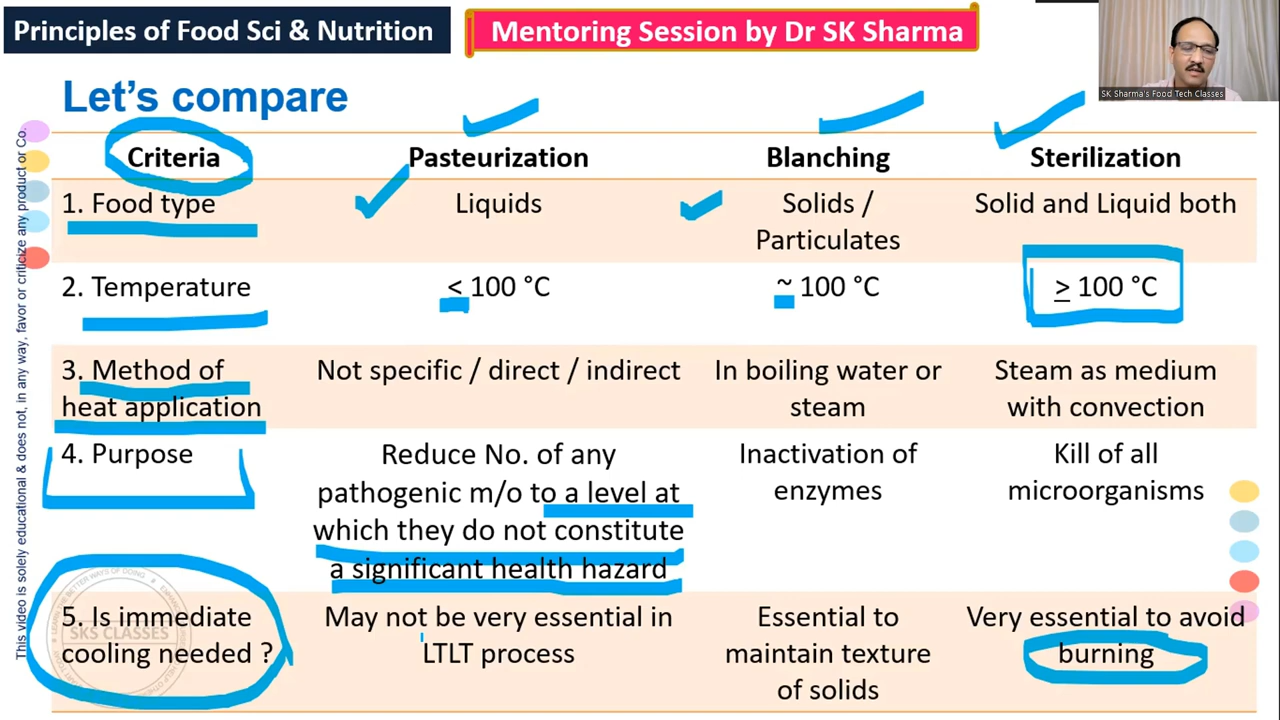 Principles of Food Sci & Nutrition
Mentoring Session by Dr SK Sharma
SK Sharma's Food Tech Classes
Let's compare
This video is solely educational & does not, in any way, favor or criticize any product or Co.
Criteria Pasteurization Blanching Sterilization
1. Food type Liquids Solids / Solid and Liquid both
Particulates
2. Temperature < 100 °C ~ 100 °C > 100 °C
3. Method of Not specific / direct / indirect In boiling water or Steam as medium
heat application steam with convection
4. Purpose Reduce No. of any Inactivation of Kill of all
pathogenic m/o to a level at enzymes microorganisms
which they do not constitute
a significant health hazard
5. Is immediate May not be very essential in Essential to Very essential to avoid
cooling needed ? LTLT process maintain texture burning
of solids
SKS CLASSES